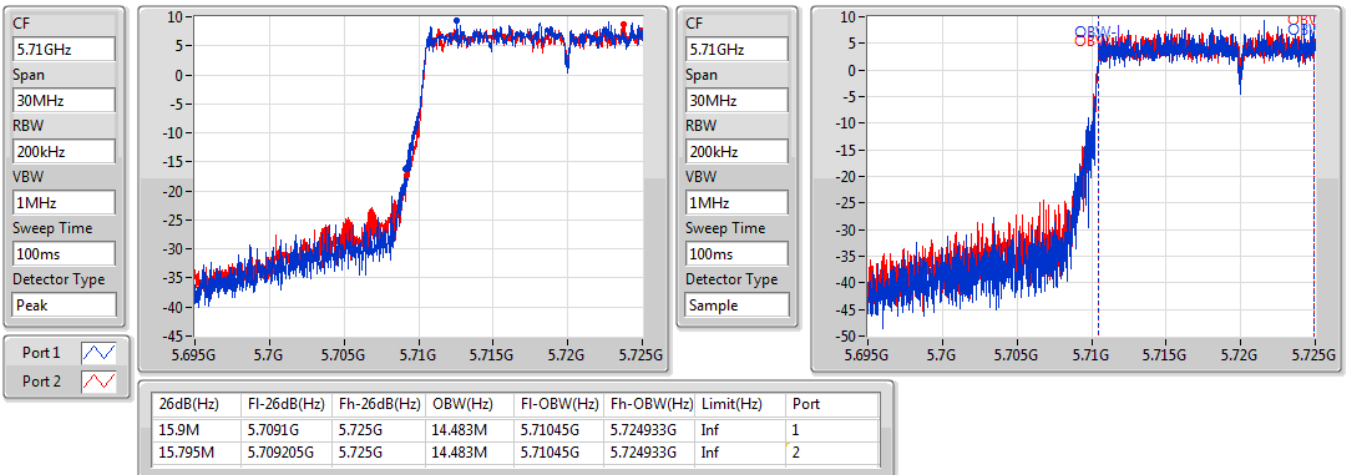 CF
5.71GHz
Span
30MHz
RBW
200kHz
VBW
1MHz
Sweep Time
100ms
Detector Type
Peak
Port 1
Port 2
10
5
0
-5
-10
-15
-20
-25
-30
-35
-40
-45
5.695G 5.7G 5.705G 5.71G 5.715G 5.72G 5.725G
CF
5.71GHz
Span
30MHz
RBW
200kHz
VBW
1MHz
Sweep Time
100ms
Detector Type
Sample
10
5
0
-5
-10
-15
-20
-25
-30
-35
-40
-45
-50
5.695G 5.7G 5.705G 5.71G 5.715G 5.72G 5.725G
26dB(Hz) Fl-26dB(Hz) Fh-26dB(Hz) OBW(Hz) Fl-OBW(Hz) Fh-OBW(Hz) Limit(Hz) Port
15.9M 5.7091G 5.725G 14.483M 5.71045G 5.724933G Inf 1
15.795M 5.709205G 5.725G 14.483M 5.71045G 5.724933G Inf 2